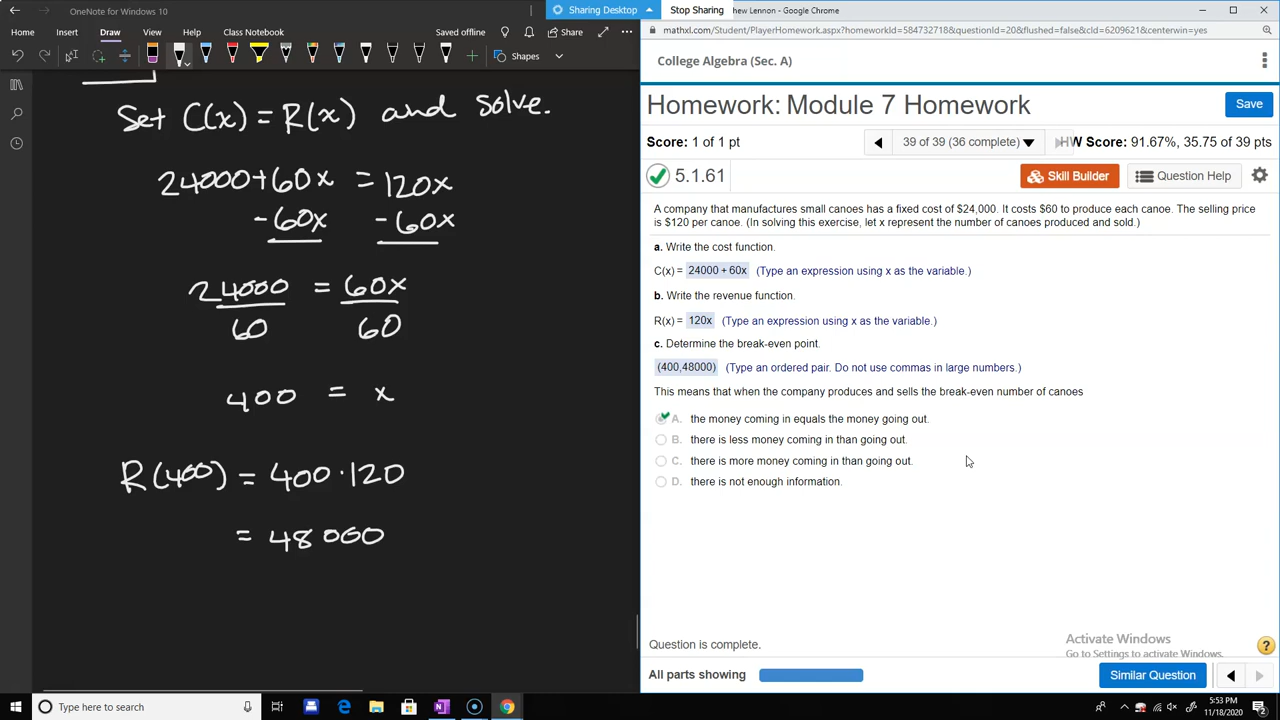 OneNote for Windows 10
Sharing Desktop
Stop Sharing
hew Lennon - Google Chrome
Home
Insert
Draw
View
Help
Class Notebook
Saved offline
Share
Shapes
mathxl.com/Student/PlayerHomework.aspx?homeworkId=584732718&questionId=20&flushed=false&cId=6209621&centerwin=yes
College Algebra (Sec. A)
Homework: Module 7 Homework
Save
Score: 1 of 1 pt
39 of 39 (36 complete)
HW Score: 91.67%, 35.75 of 39 pts
5.1.61
Skill Builder
Question Help
A company that manufactures small canoes has a fixed cost of $24,000. It costs $60 to produce each canoe. The selling price
is $120 per canoe. (In solving this exercise, let x represent the number of canoes produced and sold.)
a. Write the cost function.
C(x) = 24000 + 60x (Type an expression using x as the variable.)
b. Write the revenue function.
R(x) = 120x (Type an expression using x as the variable.)
c. Determine the break-even point.
(400,48000) (Type an ordered pair. Do not use commas in large numbers.)
This means that when the company produces and sells the break-even number of canoes
A. the money coming in equals the money going out.
B. there is less money coming in than going out.
C. there is more money coming in than going out.
D. there is not enough information.
Question is complete.
All parts showing
Similar Question
Activate Windows
Go to Settings to activate Windows.
Set C(x) = R(x) and solve.
24000+60x = 120x
-60x -60x
24000 = 60x
60 60
400 = x
R(400) = 400·120
= 48000
Type here to search
5:53 PM
11/18/2020
2